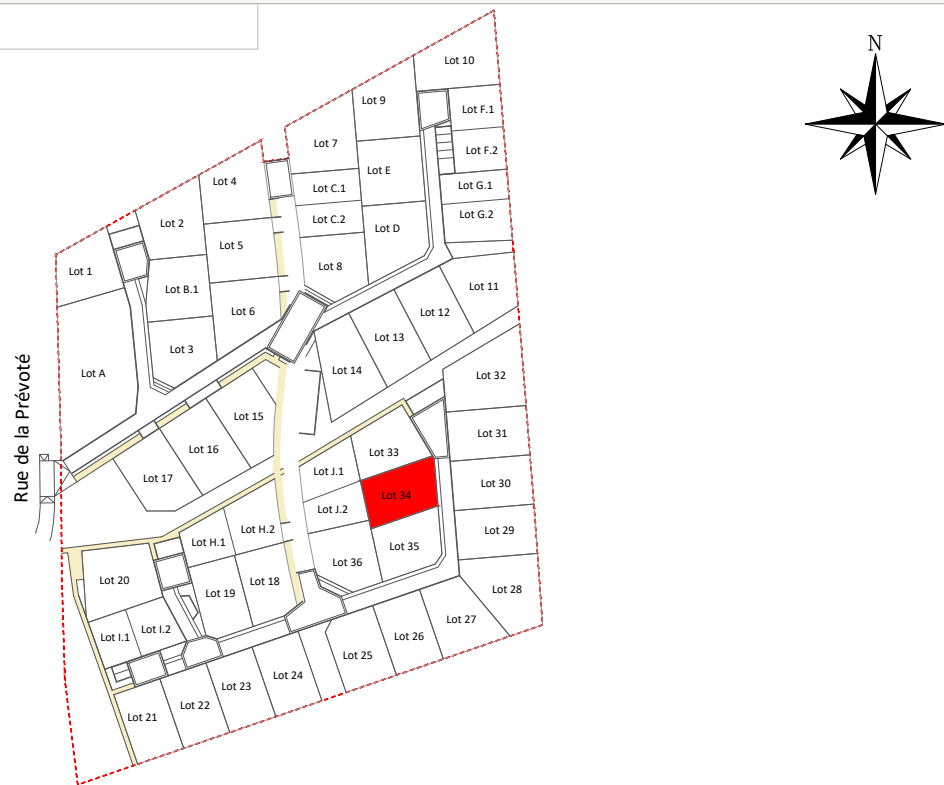 N
Lot 10
Lot 9
Lot F.1
Lot 7
Lot F.2
Lot E
Lot 4
Lot C.1
Lot G.1
Lot 2
Lot C.2
Lot G.2
Lot D
Lot 5
Lot 1
Lot 8
Lot B.1
Lot 11
Lot 6
Lot 12
Lot 13
Lot 3
Lot A
Lot 14
Lot 32
Rue de la Prévoté
Lot 15
Lot 31
Lot 16
Lot 33
Lot J.1
Lot 17
Lot 30
Lot 34
Lot J.2
Lot H.2
Lot 29
Lot H.1
Lot 35
Lot 36
Lot 20
Lot 18
Lot 28
Lot 19
Lot 27
Lot I.2
Lot I.1
Lot 26
Lot 25
Lot 24
Lot 23
Lot 22
Lot 21